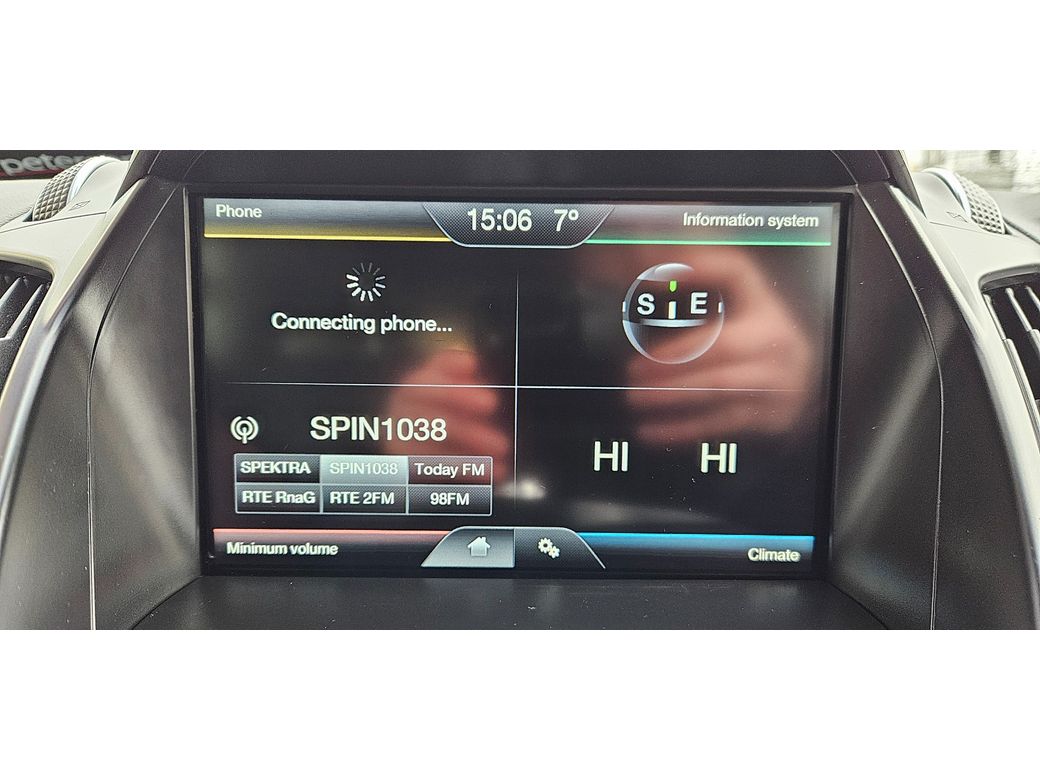 peter
Phone
15:06 7°
Information system
Connecting phone...
S E
SPIN1038
SPEKTRA SPIN1038 Today FM
RTE RnaG RTE 2FM 98FM
HI HI
Minimum volume
Climate